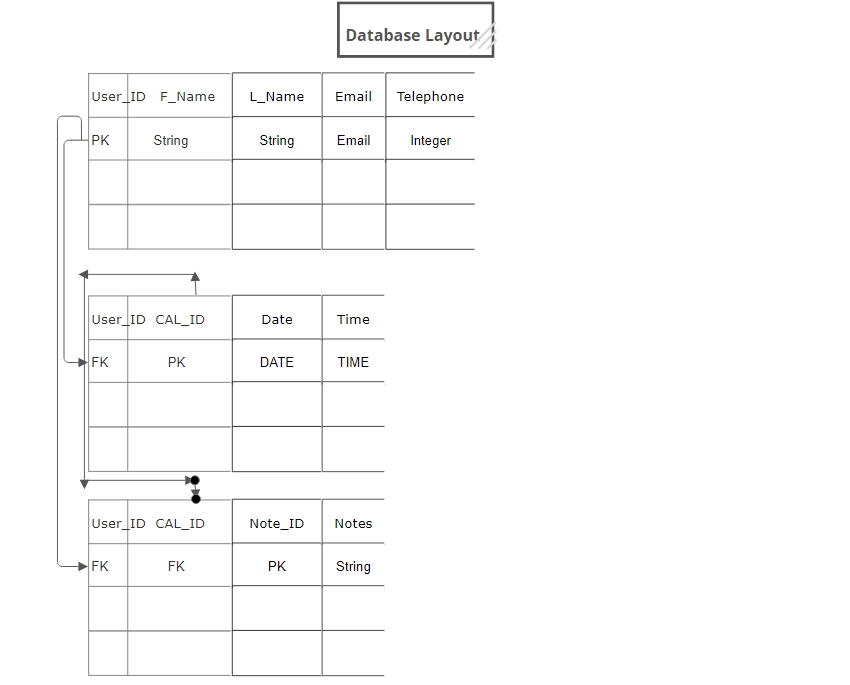 Database Layout
User_ID F_Name L_Name Email Telephone
PK String String Email Integer
User_ID CAL_ID Date Time
FK PK DATE TIME
User_ID CAL_ID Note_ID Notes
FK FK PK String